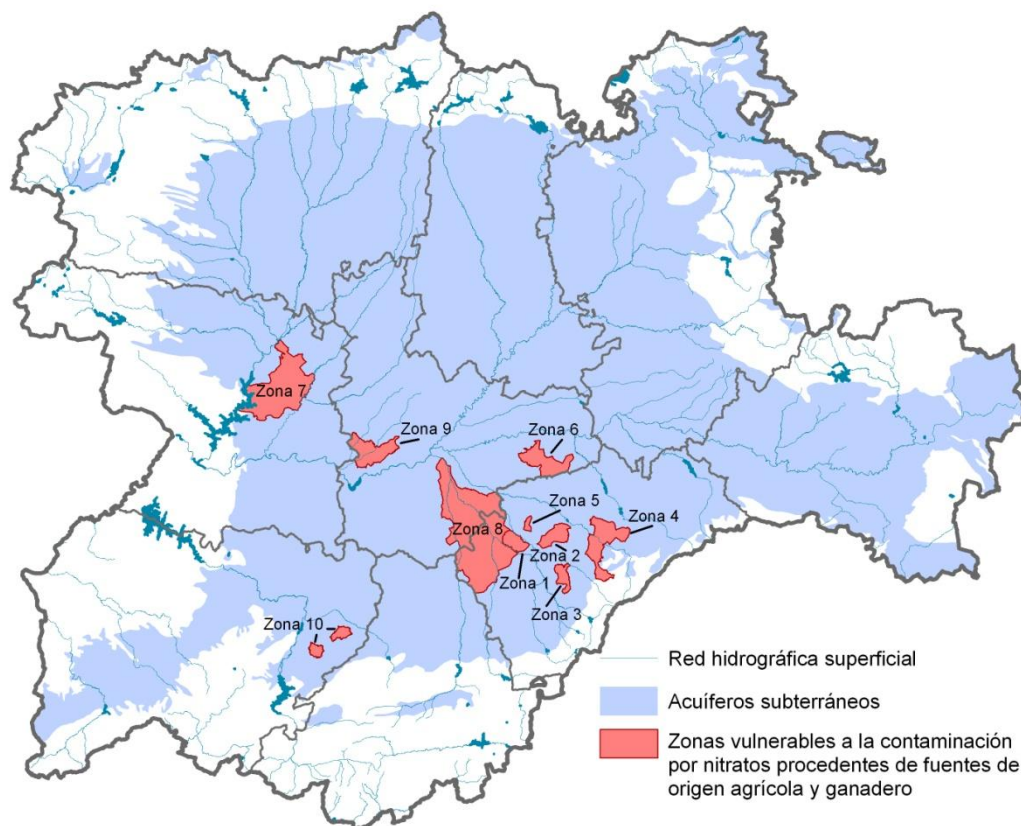 Zona 7
Zona 9
Zona 6
Zona 5
Zona 8
Zona 4
Zona 2
Zona 1
Zona 3
Zona 10
Red hidrográfica superficial
Acuíferos subterráneos
Zonas vulnerables a la contaminación
por nitratos procedentes de fuentes de
origen agrícola y ganadero